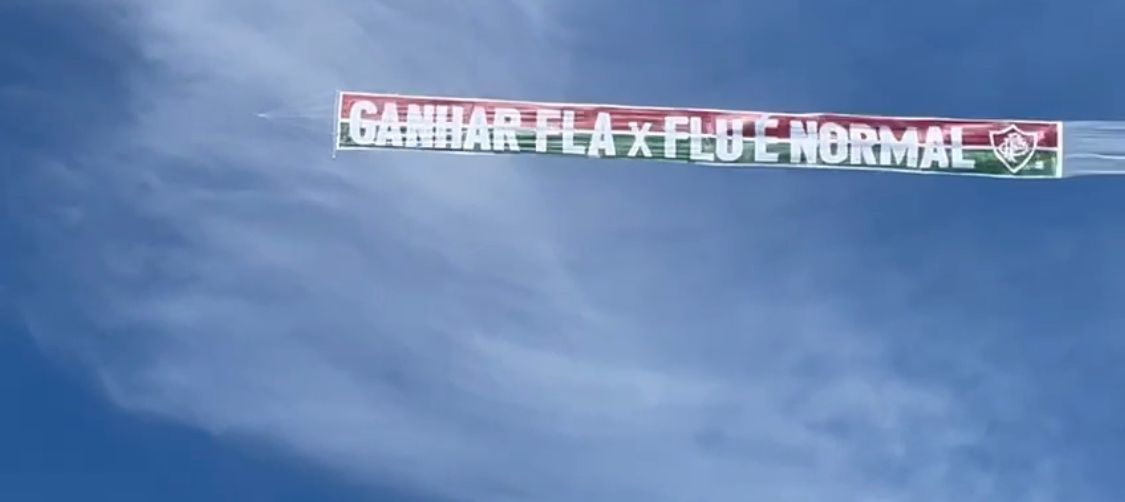 GANHAR FLA x FLU É NORMAL